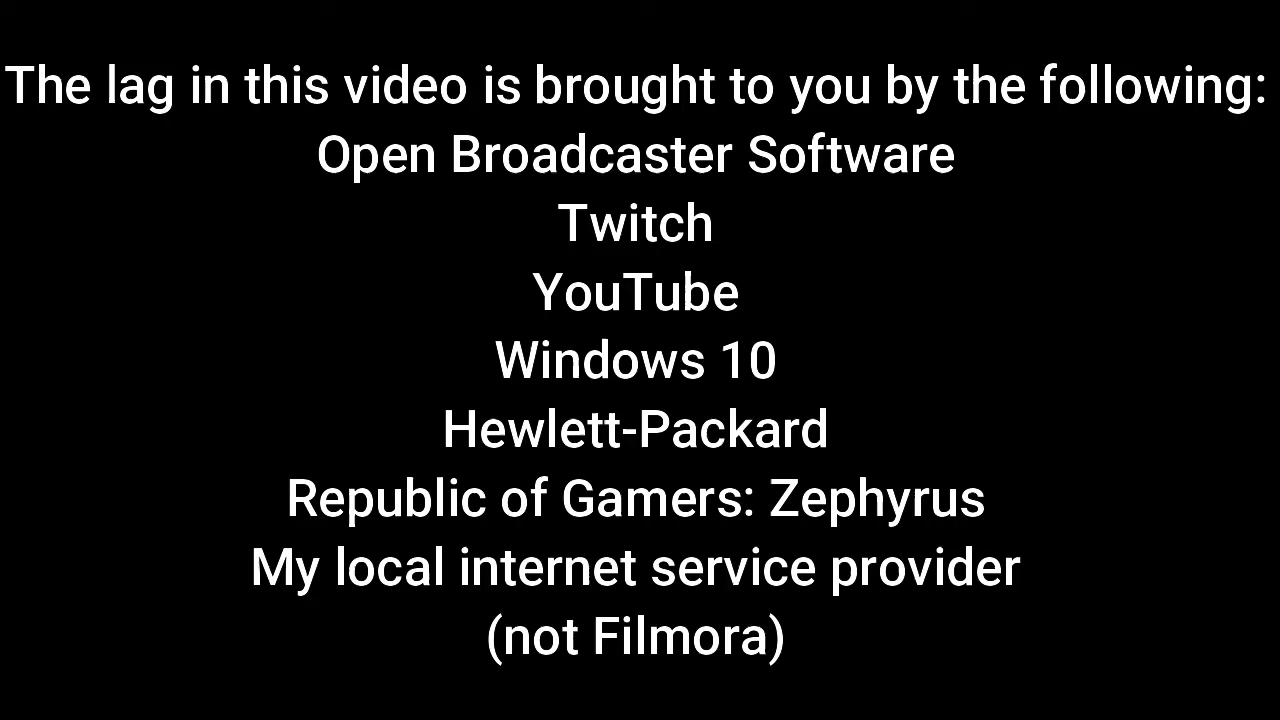 The lag in this video is brought to you by the following:
Open Broadcaster Software
Twitch
YouTube
Windows 10
Hewlett-Packard
Republic of Gamers: Zephyrus
My local internet service provider
(not Filmora)